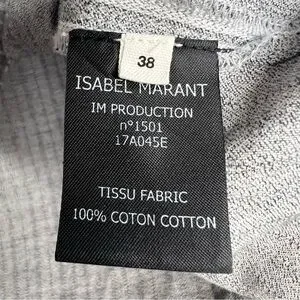 38
ISABEL MARANT
IM PRODUCTION
n°1501
17A045E
TISSU FABRIC
100% COTON COTTON